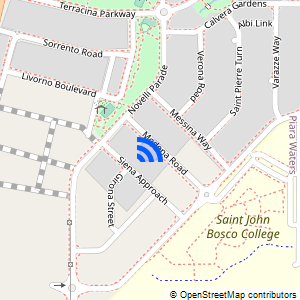 Terracina Parkway
Calvera Gardens
Abi Link
Sorrento Road
Varazze Way
Verona Road
Saint Pierre Turn
Livorno Boulevard
Novelli Parade
Messina Way
Modena Road
Piara Waters
Siena Approach
Girona Street
Saint John
Bosco College
© OpenStreetMap contributors